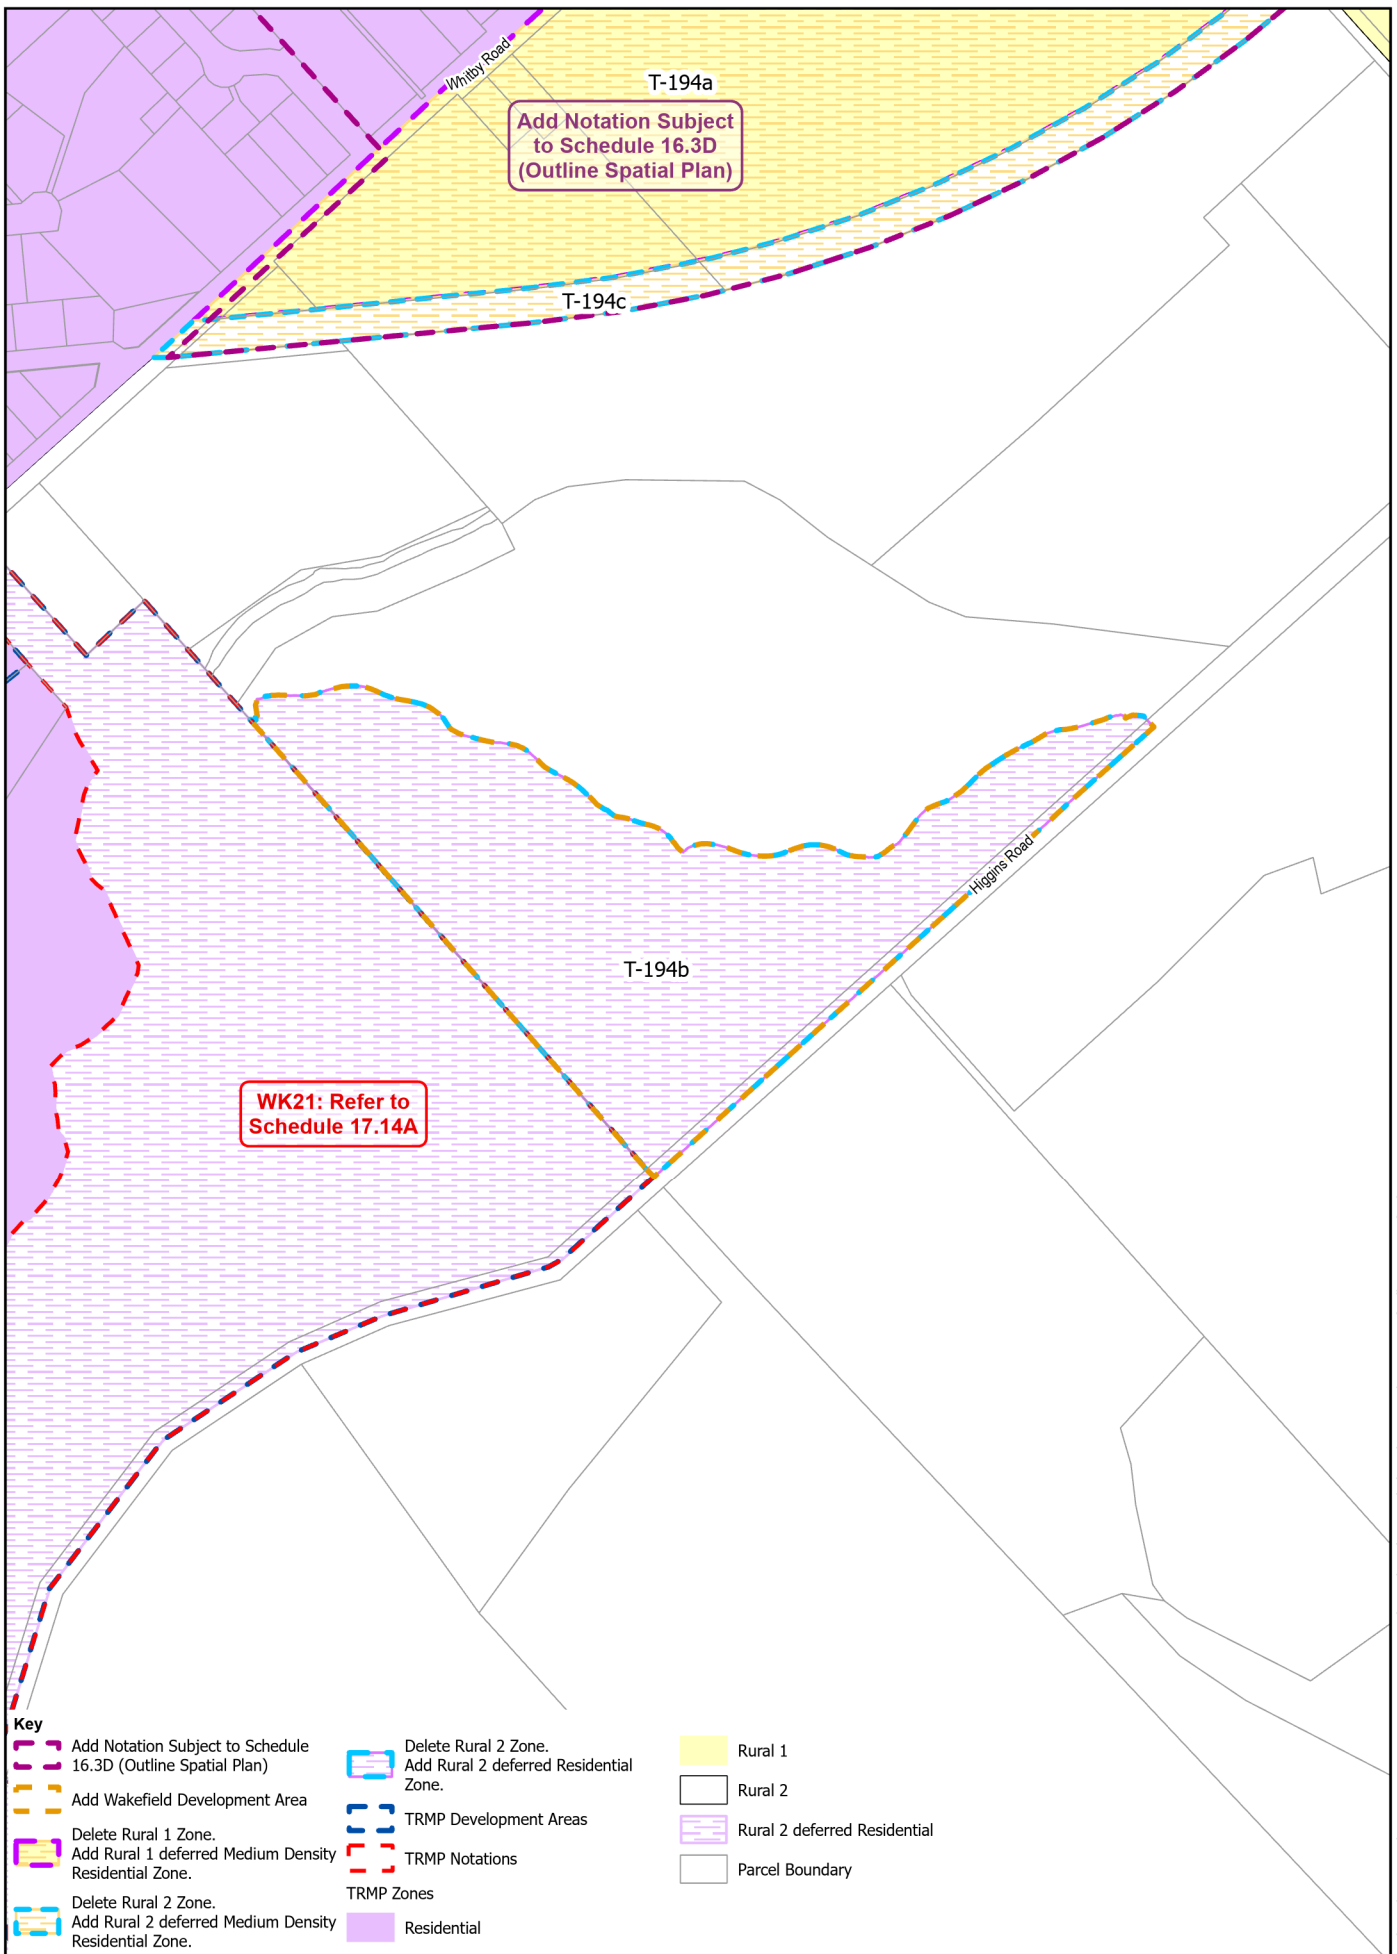 Whitby Road
T-194a
Add Notation Subject
to Schedule 16.3D
(Outline Spatial Plan)
T-194c
Higgins Road
T-194b
WK21: Refer to
Schedule 17.14A
Key
Add Notation Subject to Schedule
16.3D (Outline Spatial Plan)
Add Wakefield Development Area
Delete Rural 1 Zone.
Add Rural 1 deferred Medium Density
Residential Zone.
Delete Rural 2 Zone.
Add Rural 2 deferred Medium Density
Residential Zone.
Delete Rural 2 Zone.
Add Rural 2 deferred Residential
Zone.
TRMP Development Areas
TRMP Notations
TRMP Zones
Residential
Rural 1
Rural 2
Rural 2 deferred Residential
Parcel Boundary